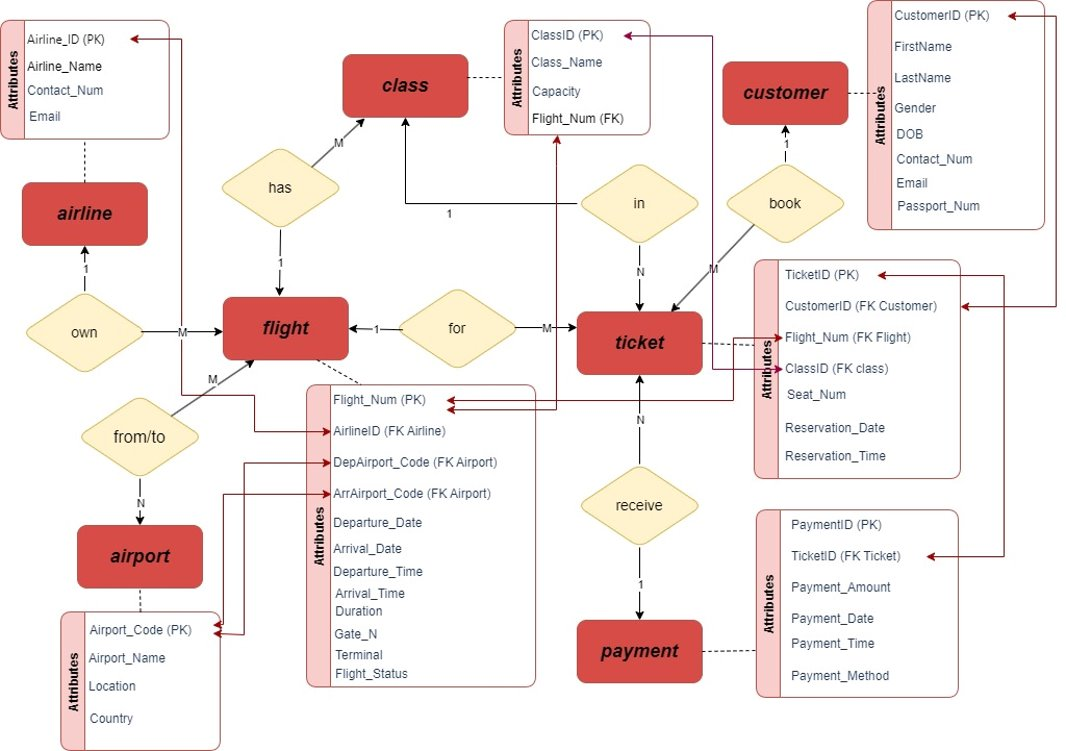 Attributes
Airline_ID (PK)
Airline_Name
Contact_Num
Email
airline
1
own
M
class
Attributes
ClassID (PK)
Class_Name
Capacity
Flight_Num (FK)
M
has
1
flight
1
for
M
1
in
N
ticket
customer
Attributes
CustomerID (PK)
FirstName
LastName
Gender
DOB
Contact_Num
Email
Passport_Num
1
book
M
Attributes
TicketID (PK)
CustomerID (FK Customer)
Flight_Num (FK Flight)
ClassID (FK class)
Seat_Num
Reservation_Date
Reservation_Time
M
from/to
N
airport
Attributes
Airport_Code (PK)
Airport_Name
Location
Country
Attributes
Flight_Num (PK)
AirlineID (FK Airline)
DepAirport_Code (FK Airport)
ArrAirport_Code (FK Airport)
Departure_Date
Arrival_Date
Departure_Time
Arrival_Time
Duration
Gate_N
Terminal
Flight_Status
N
receive
1
payment
Attributes
PaymentID (PK)
TicketID (FK Ticket)
Payment_Amount
Payment_Date
Payment_Time
Payment_Method